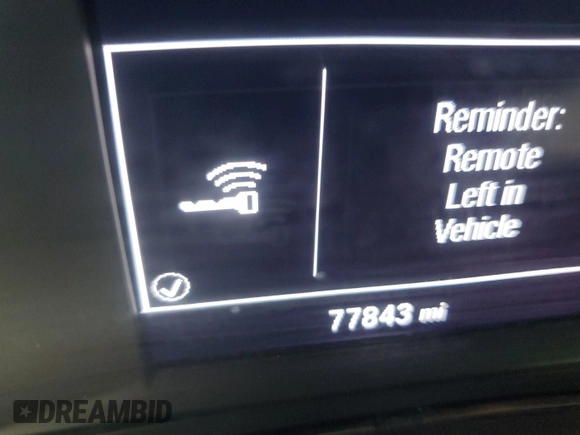 Reminder:
Remote
Left in
Vehicle
77843 mi
DREAMBID